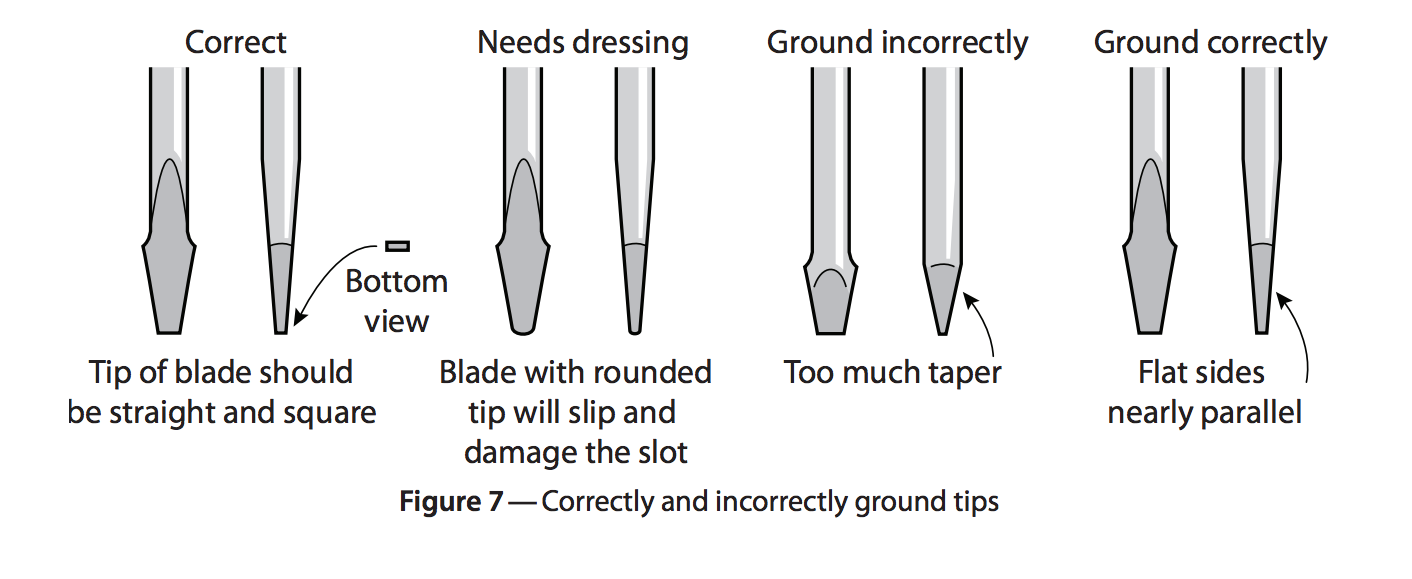 Correct
Needs dressing
Ground incorrectly
Ground correctly
Bottom
view
Tip of blade should
be straight and square
Blade with rounded
tip will slip and
damage the slot
Too much taper
Flat sides
nearly parallel
Figure 7 — Correctly and incorrectly ground tips